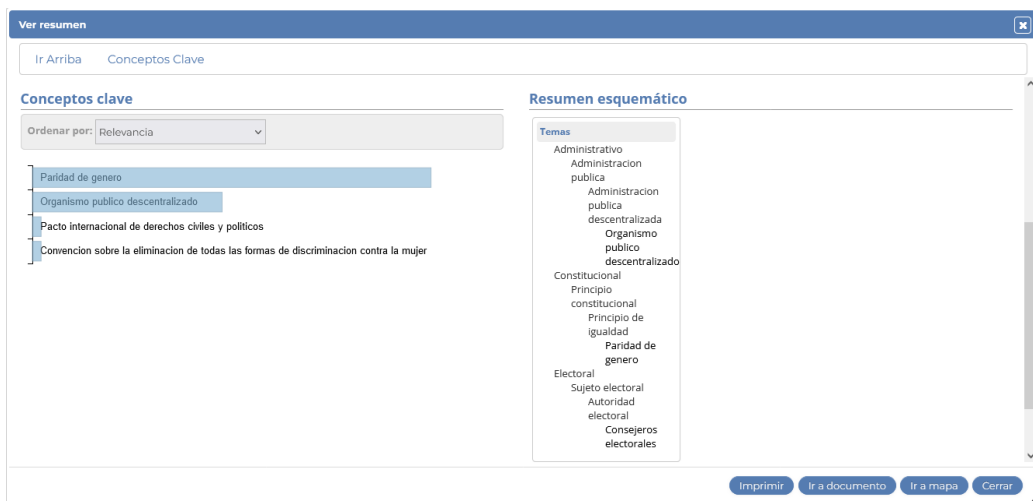 Ver resumen
Ir Arriba
Conceptos Clave
Conceptos clave
Ordenar por: Relevancia
Paridad de genero
Organismo publico descentralizado
Pacto internacional de derechos civiles y politicos
Convencion sobre la eliminacion de todas las formas de discriminacion contra la mujer
Resumen esquemático
Temas
Administrativo
Administracion
publica
Administracion
publica
descentralizada
Organismo
publico
descentralizado
Constitucional
Principio
constitucional
Principio de
igualdad
Paridad de
genero
Electoral
Sujeto electoral
Autoridad
electoral
Consejeros
electorales
Imprimir
Ir a documento
Ir a mapa
Cerrar